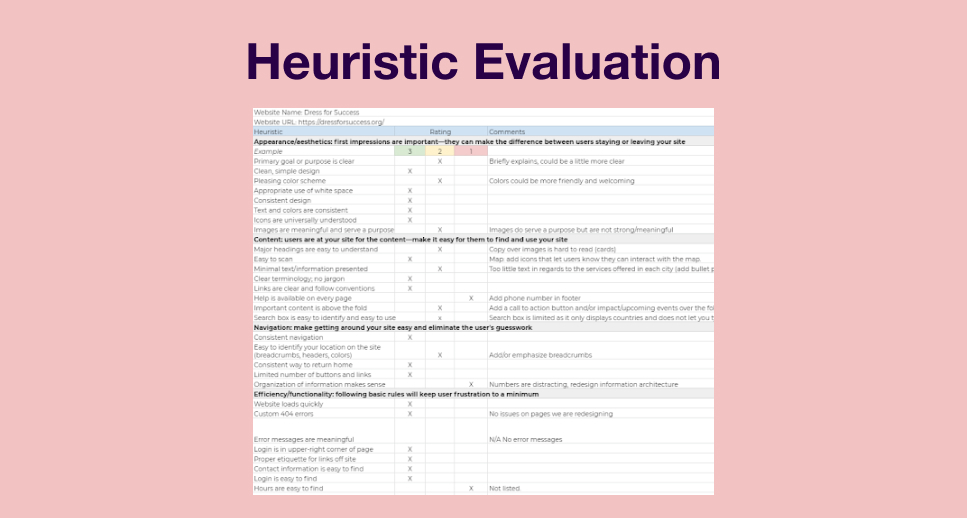 Heuristic Evaluation
Website Name: Dress for Success
Website URL: https://dressforsuccess.org/
Heuristic Rating Comments
Appearance/aesthetics: first impressions are important—they can make the difference between users staying or leaving your site
Example 3 2 1
Primary goal or purpose is clear X Briefly explains, could be a little more clear
Clean, simple design X
Pleasing color scheme X Colors could be more friendly and welcoming
Appropriate use of white space X
Consistent design X
Text and colors are consistent X
Icons are universally understood X
Images are meaningful and serve a purpose X Images do serve a purpose but are not strong/meaningful
Content: users are at your site for the content—make it easy for them to find and use your site
Major headings are easy to understand X Copy over images is hard to read (cards)
Easy to scan X Map: add icons that let users know they can interact with the map.
Minimal text/information presented X Too little text in regards to the services offered in each city (add bullet p
Clear terminology; no jargon X
Links are clear and follow conventions X
Help is available on every page X Add phone number in footer
Important content is above the fold X Add a call to action button and/or impact/upcoming events over the fo
Search box is easy to identify and easy to use x Search box is limited as it only displays countries and does not let you t
Navigation: make getting around your site easy and eliminate the user's guesswork
Consistent navigation X
Easy to identify your location on the site
(breadcrumbs, headers, colors) X Add/or emphasize breadcrumbs
Consistent way to return home X
Limited number of buttons and links X
Organization of information makes sense X Numbers are distracting, redesign information architecture
Efficiency/functionality: following basic rules will keep user frustration to a minimum
Website loads quickly X
Custom 404 errors X No issues on pages we are redesigning
Error messages are meaningful N/A No error messages
Login is in upper-right corner of page X
Proper etiquette for links off site X
Contact information is easy to find X
Login is easy to find X
Hours are easy to find X Not listed.